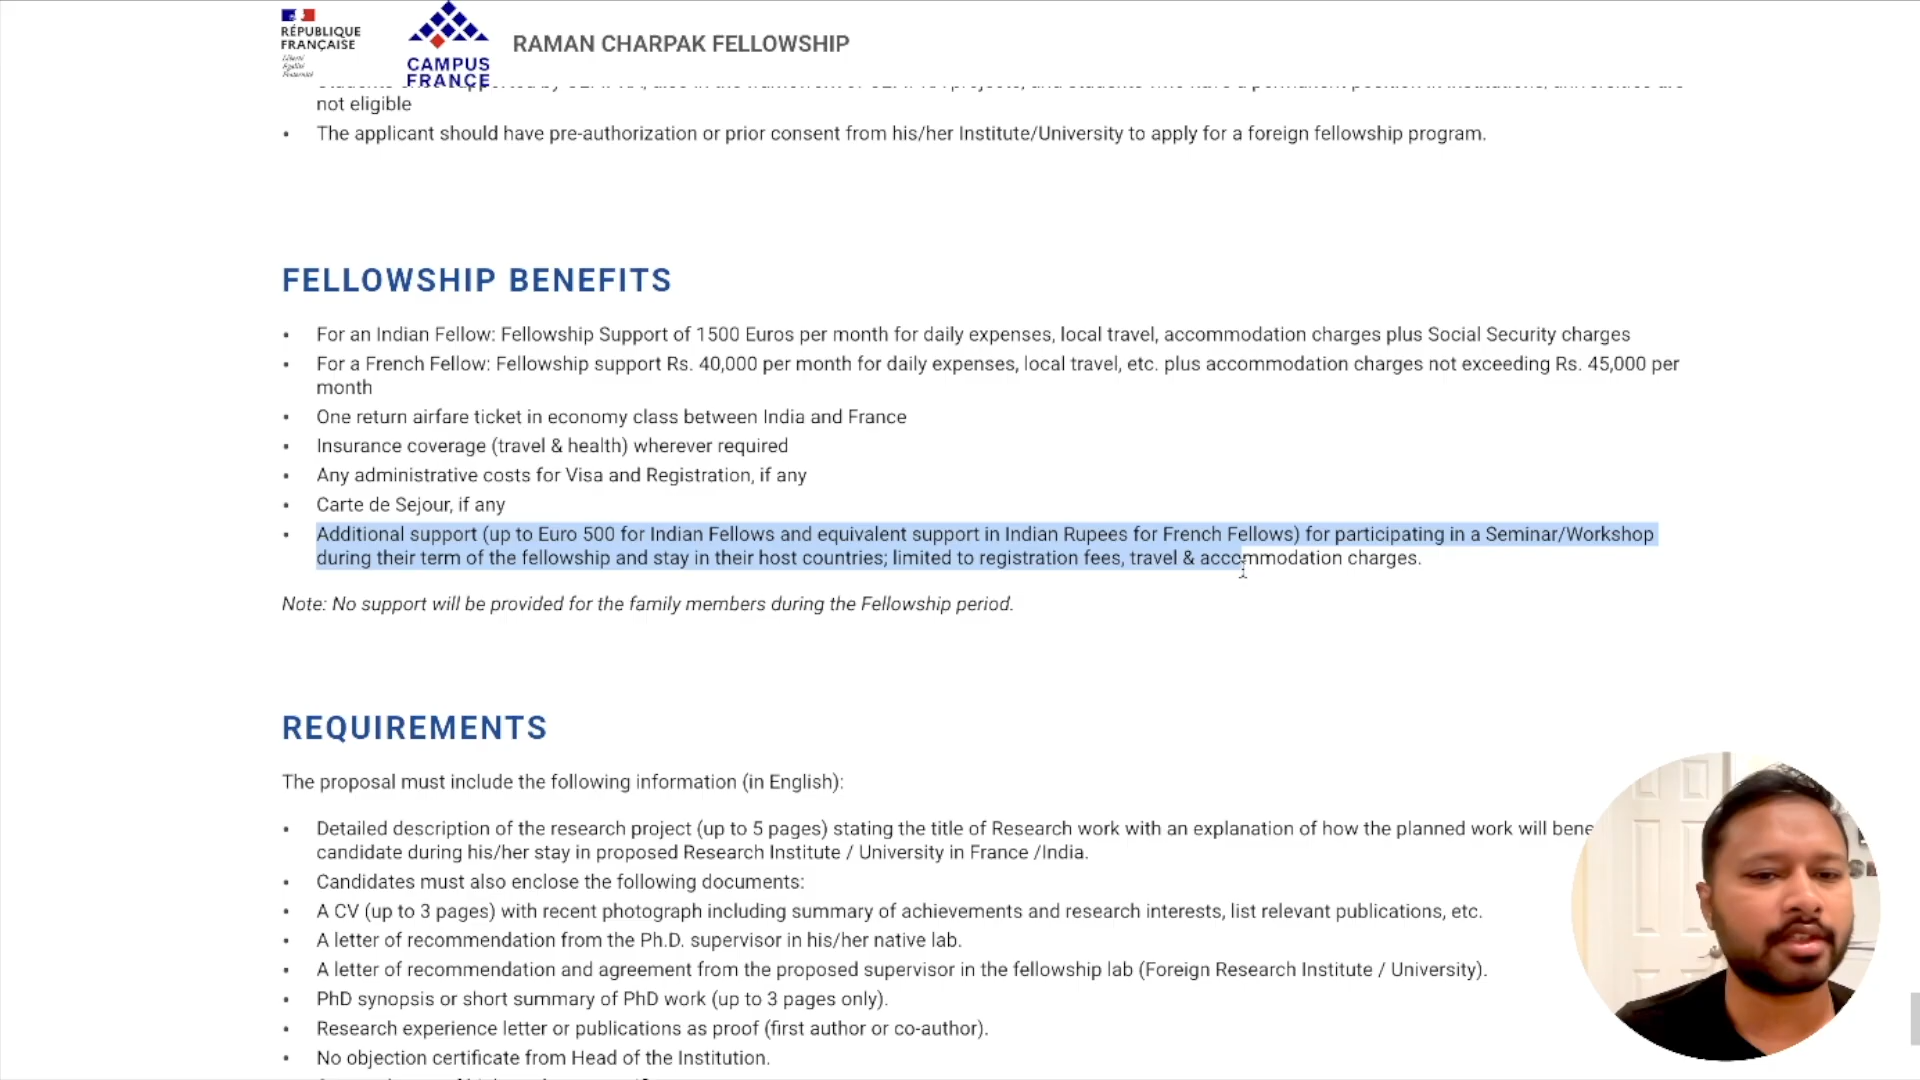 RÉPUBLIQUE
FRANÇAISE
Liberté
Égalité
Fraternité
CAMPUS
FRANCE
RAMAN CHARPAK FELLOWSHIP
not eligible
• The applicant should have pre-authorization or prior consent from his/her Institute/University to apply for a foreign fellowship program.
FELLOWSHIP BENEFITS
• For an Indian Fellow: Fellowship Support of 1500 Euros per month for daily expenses, local travel, accommodation charges plus Social Security charges
• For a French Fellow: Fellowship support Rs. 40,000 per month for daily expenses, local travel, etc. plus accommodation charges not exceeding Rs. 45,000 per
month
• One return airfare ticket in economy class between India and France
• Insurance coverage (travel & health) wherever required
• Any administrative costs for Visa and Registration, if any
• Carte de Sejour, if any
• Additional support (up to Euro 500 for Indian Fellows and equivalent support in Indian Rupees for French Fellows) for participating in a Seminar/Workshop
during their term of the fellowship and stay in their host countries; limited to registration fees, travel & accommodation charges.
Note: No support will be provided for the family members during the Fellowship period.
REQUIREMENTS
The proposal must include the following information (in English):
• Detailed description of the research project (up to 5 pages) stating the title of Research work with an explanation of how the planned work will bene
candidate during his/her stay in proposed Research Institute / University in France /India.
• Candidates must also enclose the following documents:
• A CV (up to 3 pages) with recent photograph including summary of achievements and research interests, list relevant publications, etc.
• A letter of recommendation from the Ph.D. supervisor in his/her native lab.
• A letter of recommendation and agreement from the proposed supervisor in the fellowship lab (Foreign Research Institute / University).
• PhD synopsis or short summary of PhD work (up to 3 pages only).
• Research experience letter or publications as proof (first author or co-author).
• No objection certificate from Head of the Institution.